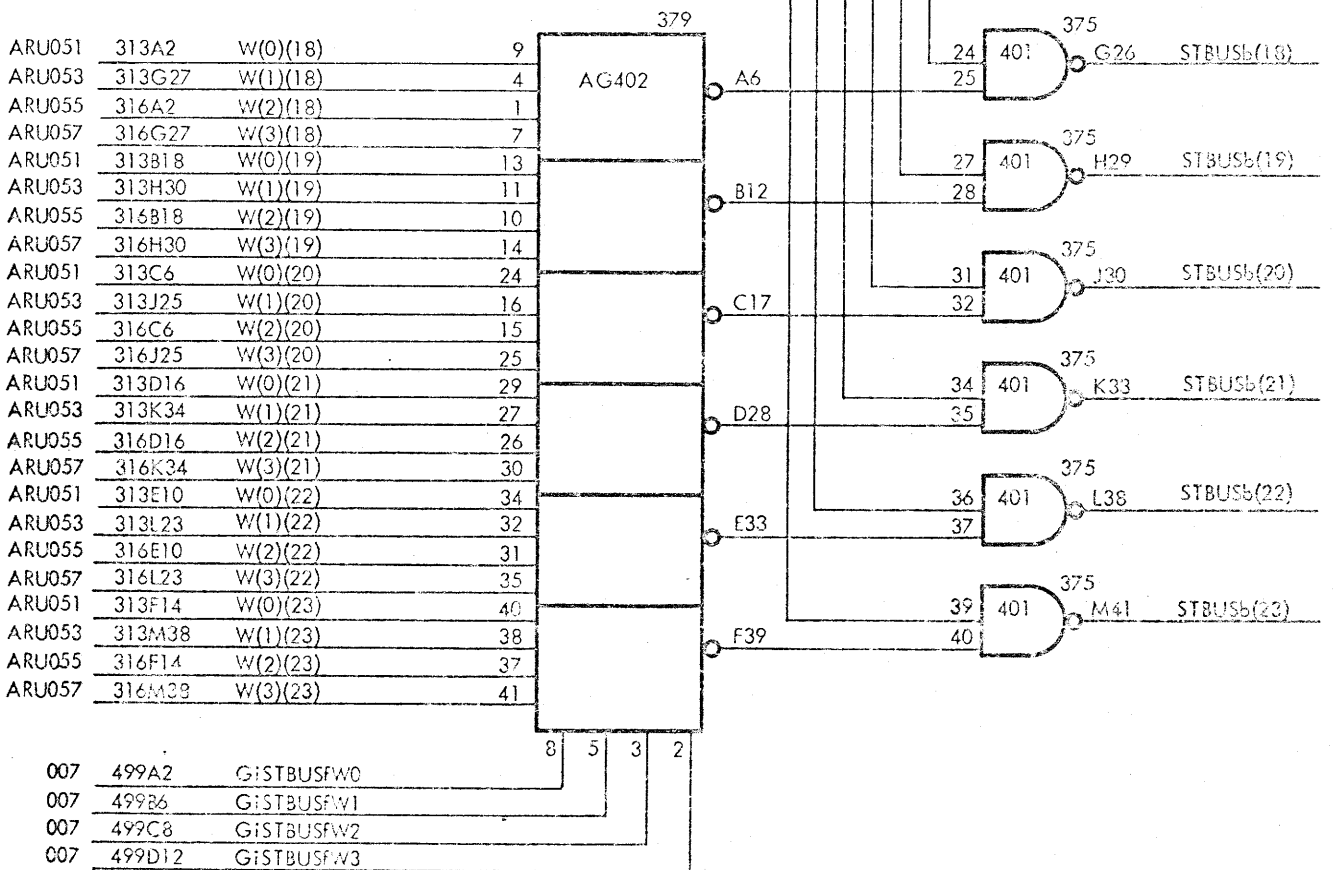 379
AG402
ARU051 313A2 W(0)(18) 9
ARU053 313G27 W(1)(18) 4
ARU055 316A2 W(2)(18) 1
ARU057 316G27 W(3)(18) 7
ARU051 313B18 W(0)(19) 13
ARU053 313H30 W(1)(19) 11
ARU055 316B18 W(2)(19) 10
ARU057 316H30 W(3)(19) 14
ARU051 313C6 W(0)(20) 24
ARU053 313J25 W(1)(20) 16
ARU055 316C6 W(2)(20) 15
ARU057 316J25 W(3)(20) 25
ARU051 313D16 W(0)(21) 29
ARU053 313K34 W(1)(21) 27
ARU055 316D16 W(2)(21) 26
ARU057 316K34 W(3)(21) 30
ARU051 313E10 W(0)(22) 34
ARU053 313L23 W(1)(22) 32
ARU055 316E10 W(2)(22) 31
ARU057 316L23 W(3)(22) 35
ARU051 313F14 W(0)(23) 40
ARU053 313M38 W(1)(23) 38
ARU055 316F14 W(2)(23) 37
ARU057 316M38 W(3)(23) 41
A6
B12
C17
D28
E33
F39
8 5 3 2
007 499A2 GISTBUSFW0
007 499B6 GISTBUSFW1
007 499C8 GISTBUSFW2
007 499D12 GISTBUSFW3
375
24 401 G26 STBUSb(18)
25
375
27 401 H29 STBUSb(19)
28
375
31 401 J30 STBUSb(20)
32
375
34 401 K33 STBUSb(21)
35
375
36 401 L38 STBUSb(22)
37
375
39 401 M41 STBUSb(23)
40